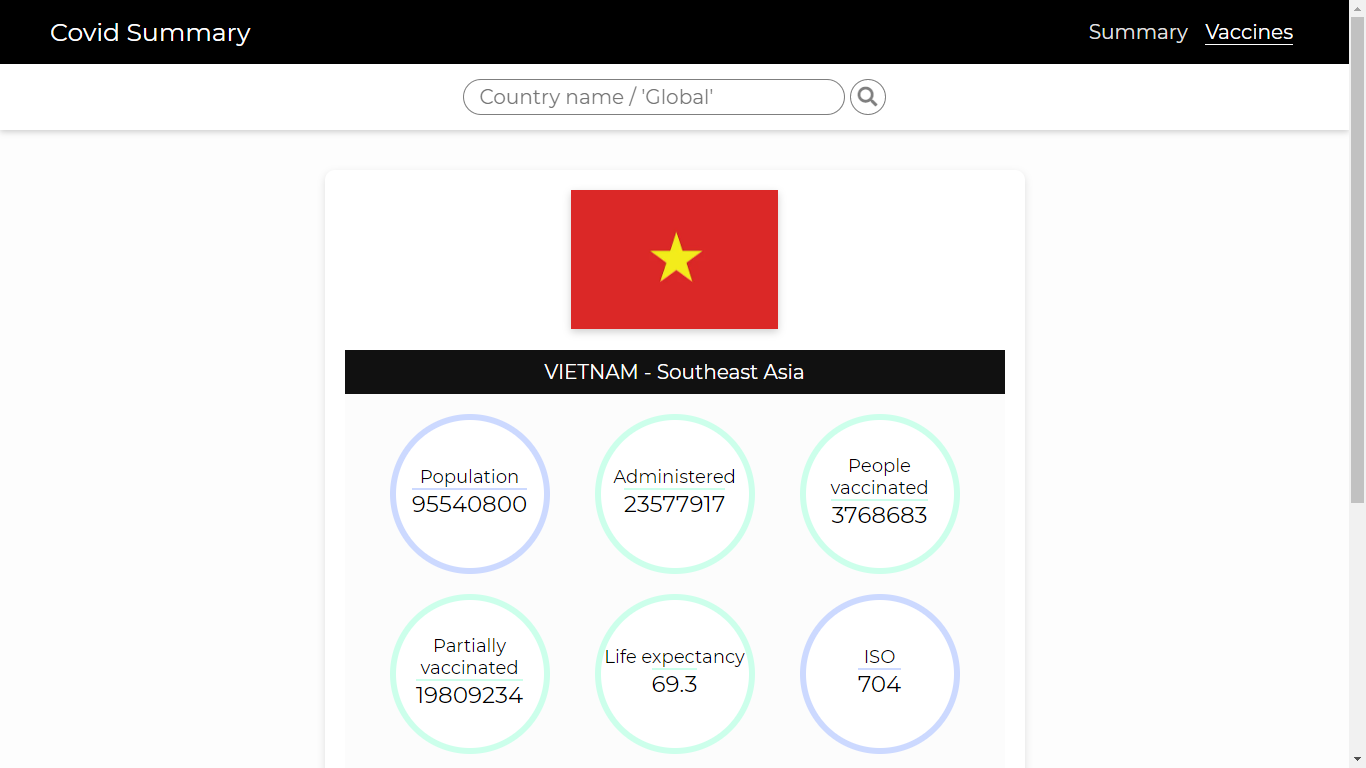 Covid Summary
Summary
Vaccines
Country name / 'Global'
VIETNAM - Southeast Asia
Population
95540800
Administered
23577917
People
vaccinated
3768683
Partially
vaccinated
19809234
Life expectancy
69.3
ISO
704